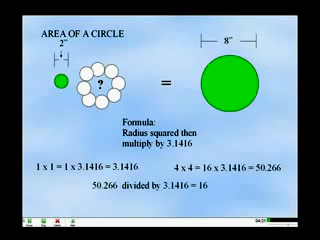 AREA OF A CIRCLE
2”
8”
?
=
Formula:
Radius squared then
multiply by 3.1416
1 x 1 = 1 x 3.1416 = 3.1416
4 x 4 = 16 x 3.1416 = 50.266
50.266 divided by 3.1416 = 16